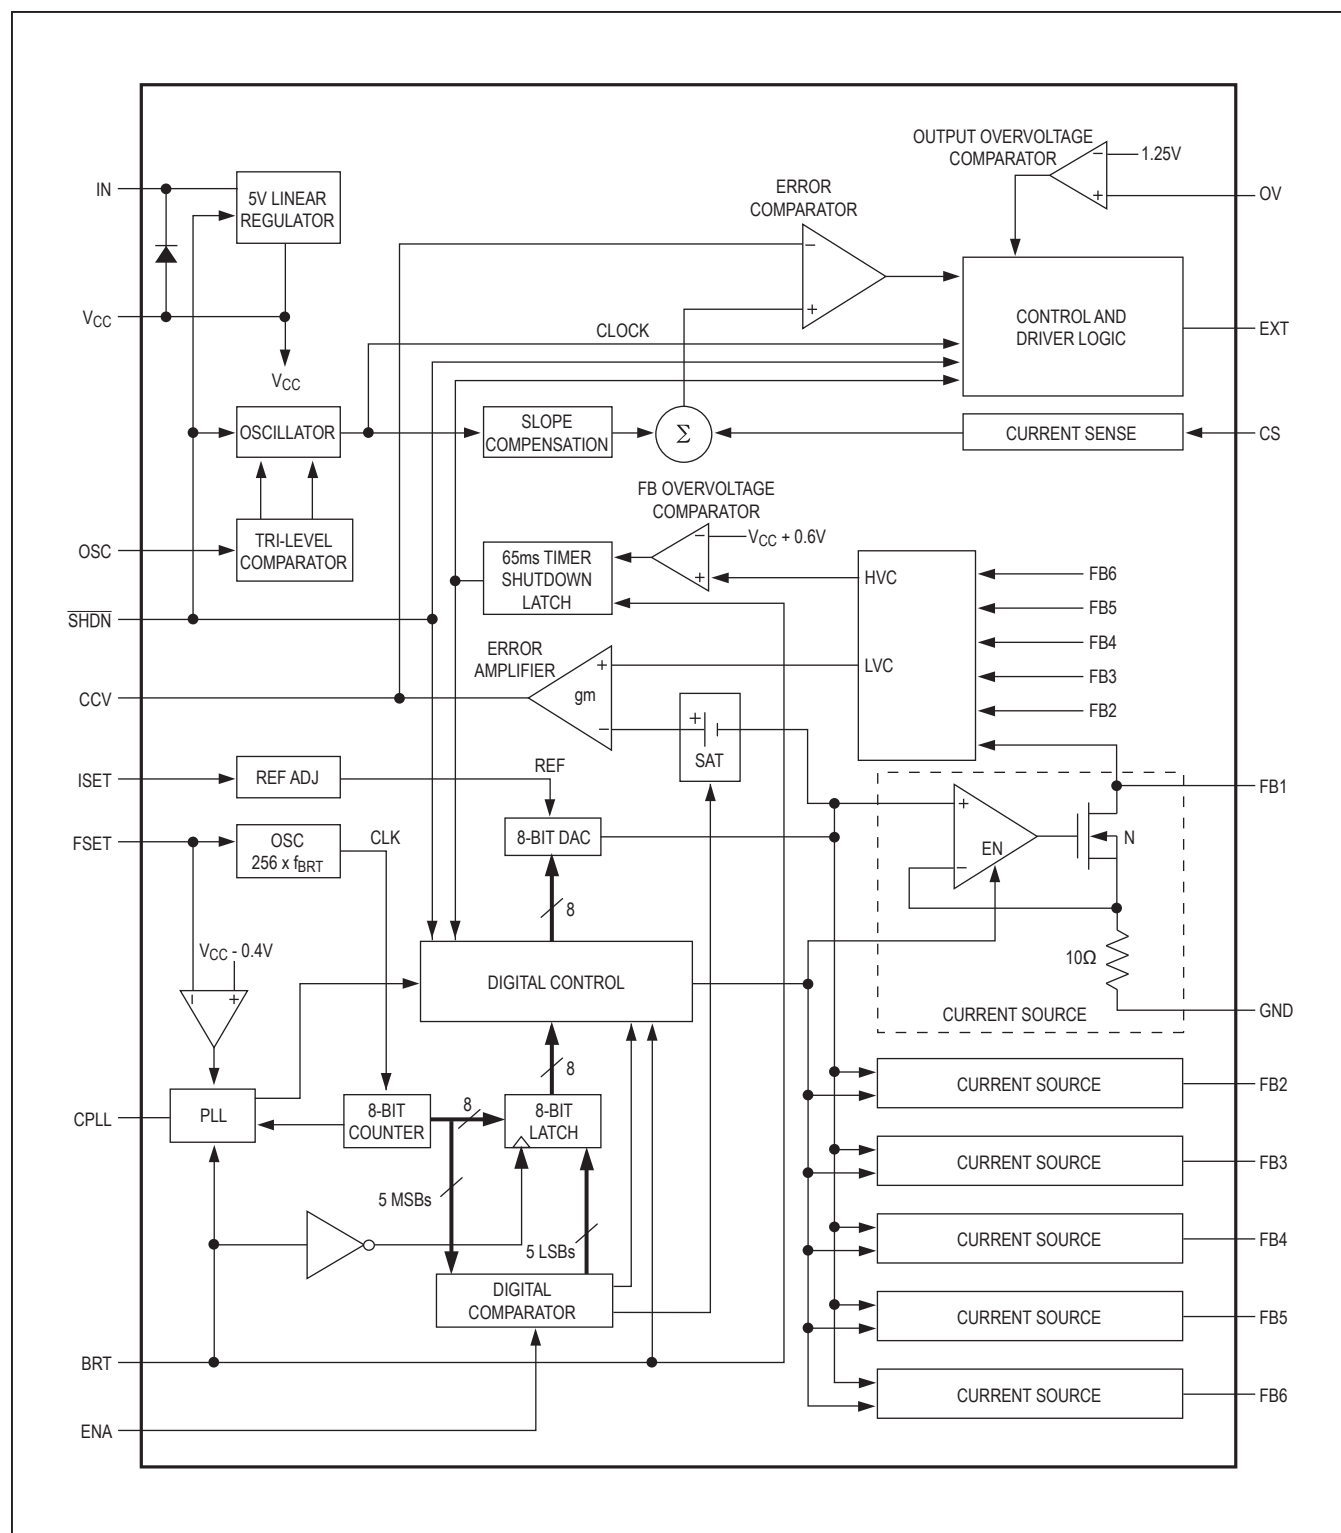 OUTPUT OVERVOLTAGE
COMPARATOR
−
1.25V
+
OV
IN
5V LINEAR
REGULATOR
ERROR
COMPARATOR
−
+
VCC
VCC
CLOCK
CONTROL AND
DRIVER LOGIC
EXT
OSCILLATOR
SLOPE
COMPENSATION
Σ
CURRENT SENSE
CS
OSC
TRI-LEVEL
COMPARATOR
FB OVERVOLTAGE
COMPARATOR
−
VCC + 0.6V
+
65ms TIMER
SHUTDOWN
LATCH
HVC
LVC
FB6
FB5
FB4
FB3
FB2
SHDN
ERROR
AMPLIFIER
+
gm
−
CCV
+
SAT
ISET
REF ADJ
REF
FB1
FSET
OSC
256 x fBRT
CLK
8-BIT DAC
+
EN
−
N
8
10Ω
CURRENT SOURCE
GND
VCC - 0.4V
−
+
DIGITAL CONTROL
8
CPLL
PLL
8-BIT
COUNTER
8
8-BIT
LATCH
5 MSBs
5 LSBs
DIGITAL
COMPARATOR
BRT
ENA
CURRENT SOURCE
FB2
CURRENT SOURCE
FB3
CURRENT SOURCE
FB4
CURRENT SOURCE
FB5
CURRENT SOURCE
FB6